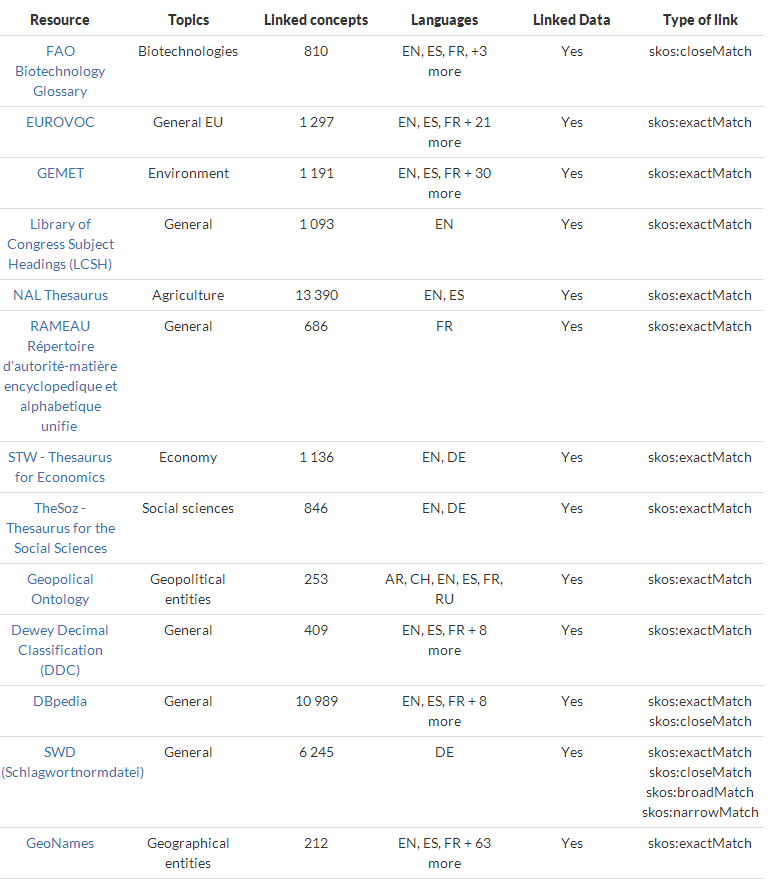 Resource Topics Linked concepts Languages Linked Data Type of link
FAO Biotechnologies 810 EN, ES, FR, +3 Yes skos:closeMatch
Biotechnology more
Glossary
EUROVOC General EU 1 297 EN, ES, FR + 21 Yes skos:exactMatch
more
GEMET Environment 1 191 EN, ES, FR + 30 Yes skos:exactMatch
more
Library of General 1 093 EN Yes skos:exactMatch
Congress Subject
Headings (LCSH)
NAL Thesaurus Agriculture 13 390 EN, ES Yes skos:exactMatch
RAMEAU General 686 FR Yes skos:exactMatch
Répertoire
d'autorité-matière
encyclopedique et
alphabetique
unifie
STW - Thesaurus Economy 1 136 EN, DE Yes skos:exactMatch
for Economics
TheSoz - Social sciences 846 EN, DE Yes skos:exactMatch
Thesaurus for the
Social Sciences
Geopolical Geopolitical 253 AR, CH, EN, ES, FR, Yes skos:exactMatch
Ontology entities RU
Dewey Decimal General 409 EN, ES, FR + 8 Yes skos:exactMatch
Classification more
(DDC)
DBpedia General 10 989 EN, ES, FR + 8 Yes skos:exactMatch
more skos:closeMatch
SWD General 6 245 DE Yes skos:exactMatch
(Schlagwortnormdatei) skos:closeMatch
skos:broadMatch
skos:narrowMatch
GeoNames Geographical 212 EN, ES, FR + 63 Yes skos:exactMatch
entities more